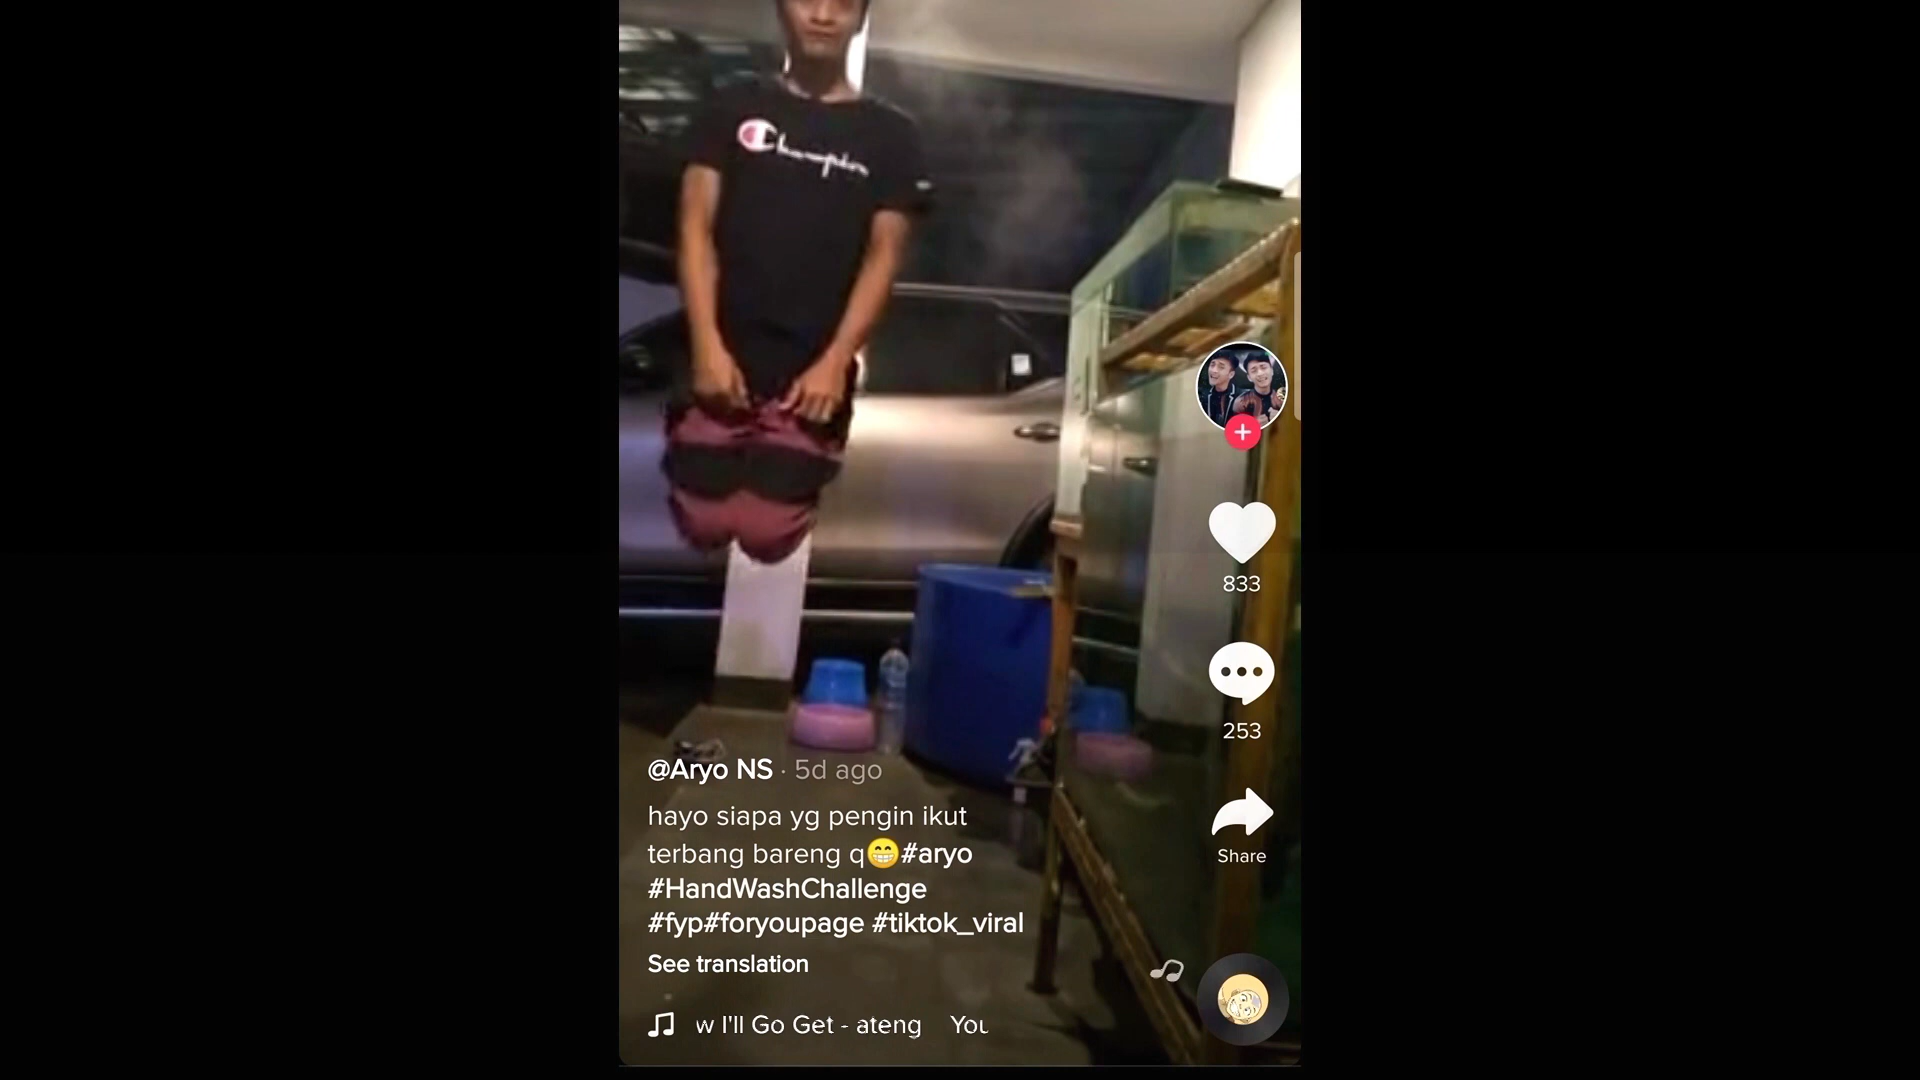 Champion
833
253
@Aryo NS · 5d ago
hayo siapa yg pengin ikut
terbang bareng q😁#aryo
#HandWashChallenge
#fyp#foryoupage #tiktok_viral
Share
See translation
w I'll Go Get - ateng You